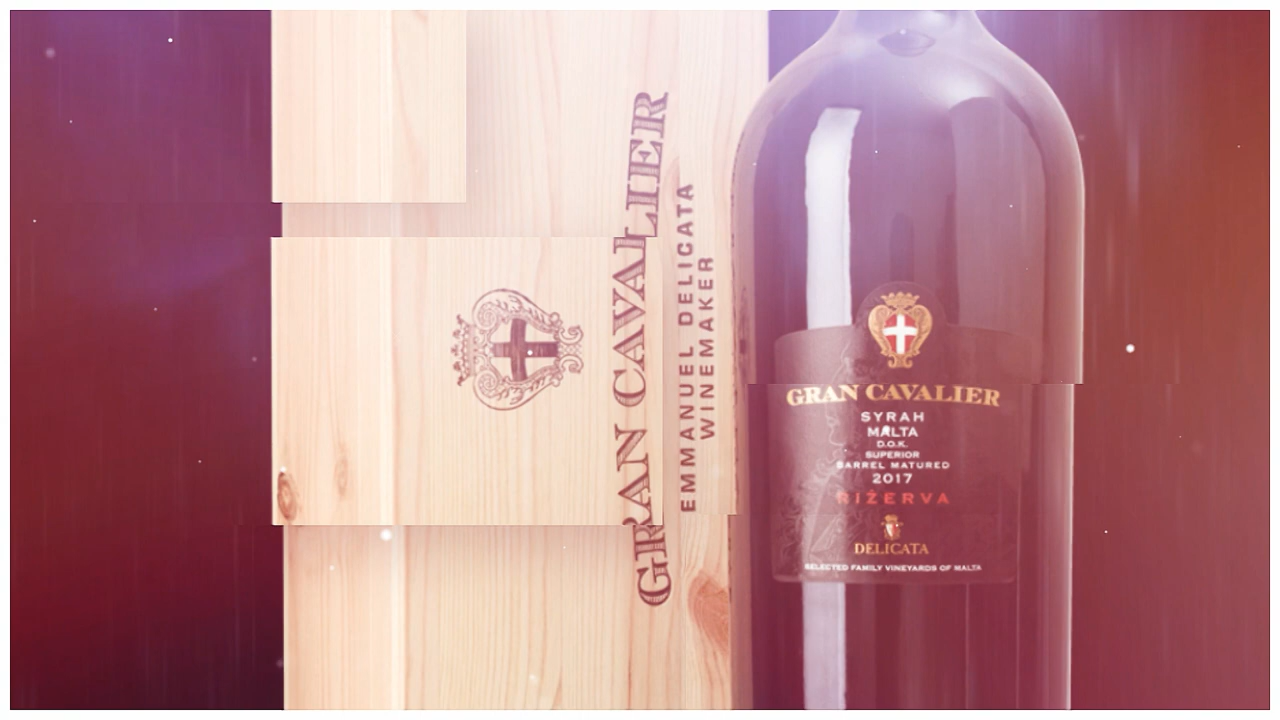 GRAN CAVALIER
EMMANUEL DELICATA
WINEMAKER
GRAN CAVALIER
SYRAH
MALTA
D.O.K.
SUPERIOR
BARREL MATURED
2017
RIŻERVA
DELICATA
SELECTED FAMILY VINEYARDS OF MALTA